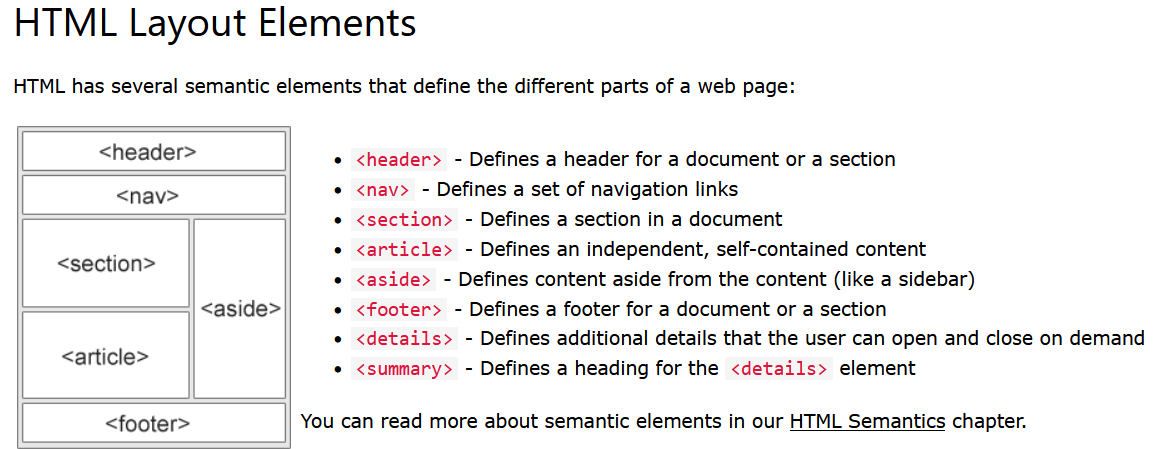 HTML Layout Elements
HTML has several semantic elements that define the different parts of a web page:
<header>
<nav>
<section>
<aside>
<article>
<footer>
<header> - Defines a header for a document or a section
<nav> - Defines a set of navigation links
<section> - Defines a section in a document
<article> - Defines an independent, self-contained content
<aside> - Defines content aside from the content (like a sidebar)
<footer> - Defines a footer for a document or a section
<details> - Defines additional details that the user can open and close on demand
<summary> - Defines a heading for the <details> element
You can read more about semantic elements in our HTML Semantics chapter.